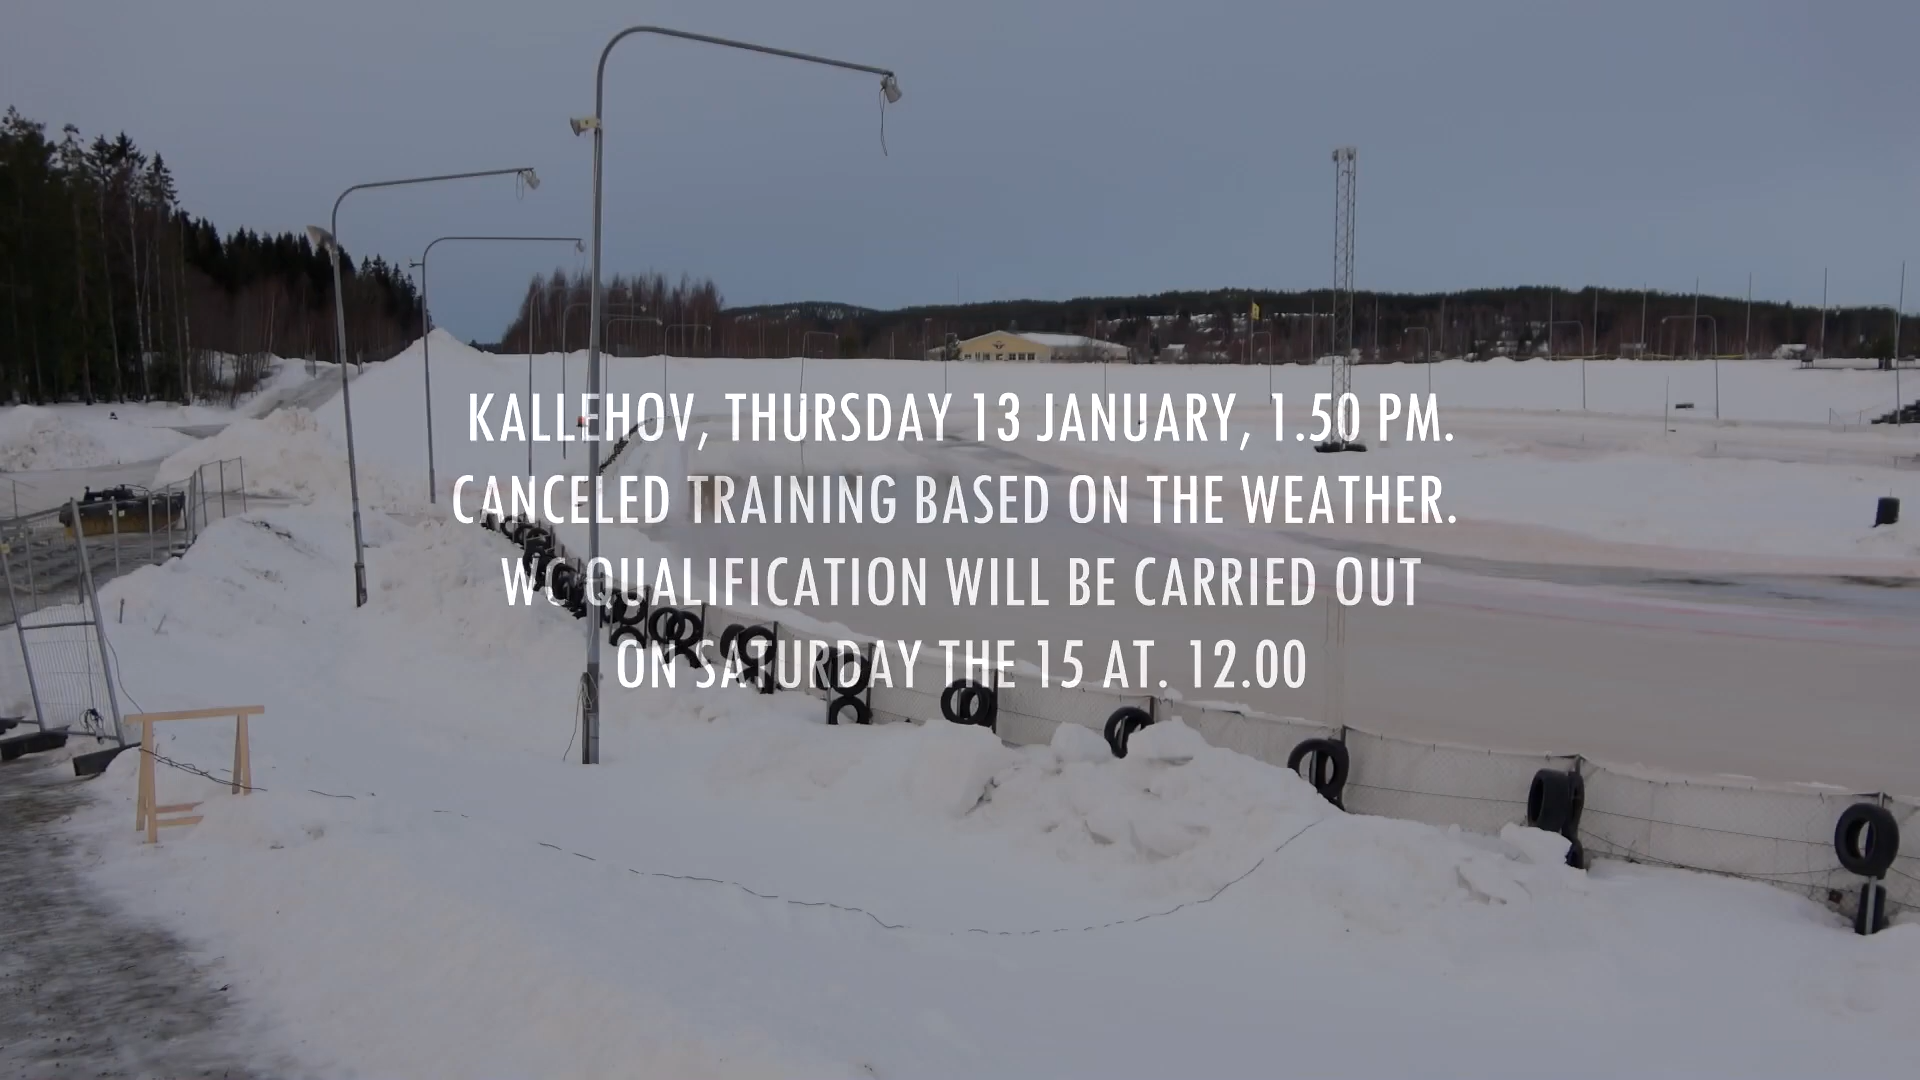 KALLEHOV, THURSDAY 13 JANUARY, 1.50 PM.
CANCELED TRAINING BASED ON THE WEATHER.
WC QUALIFICATION WILL BE CARRIED OUT
ON SATURDAY THE 15 AT. 12.00